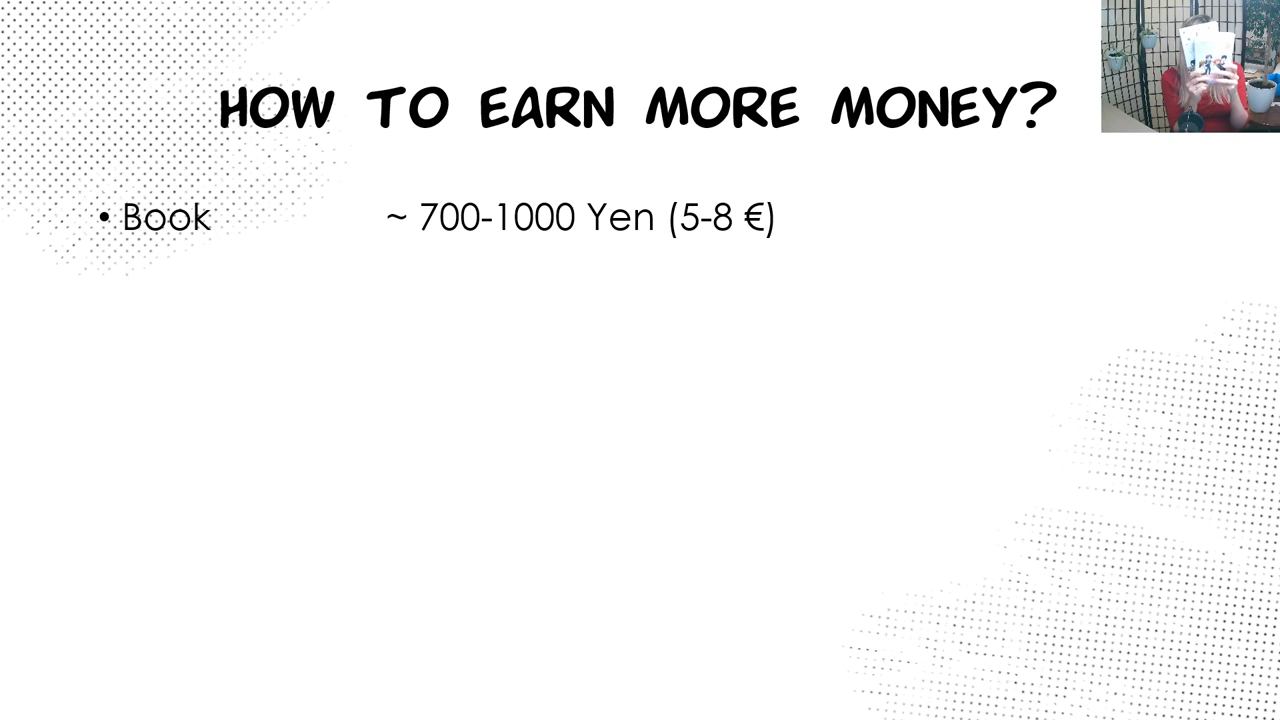 HOW TO EARN MORE MONEY?
• Book ~ 700-1000 Yen (5-8 €)